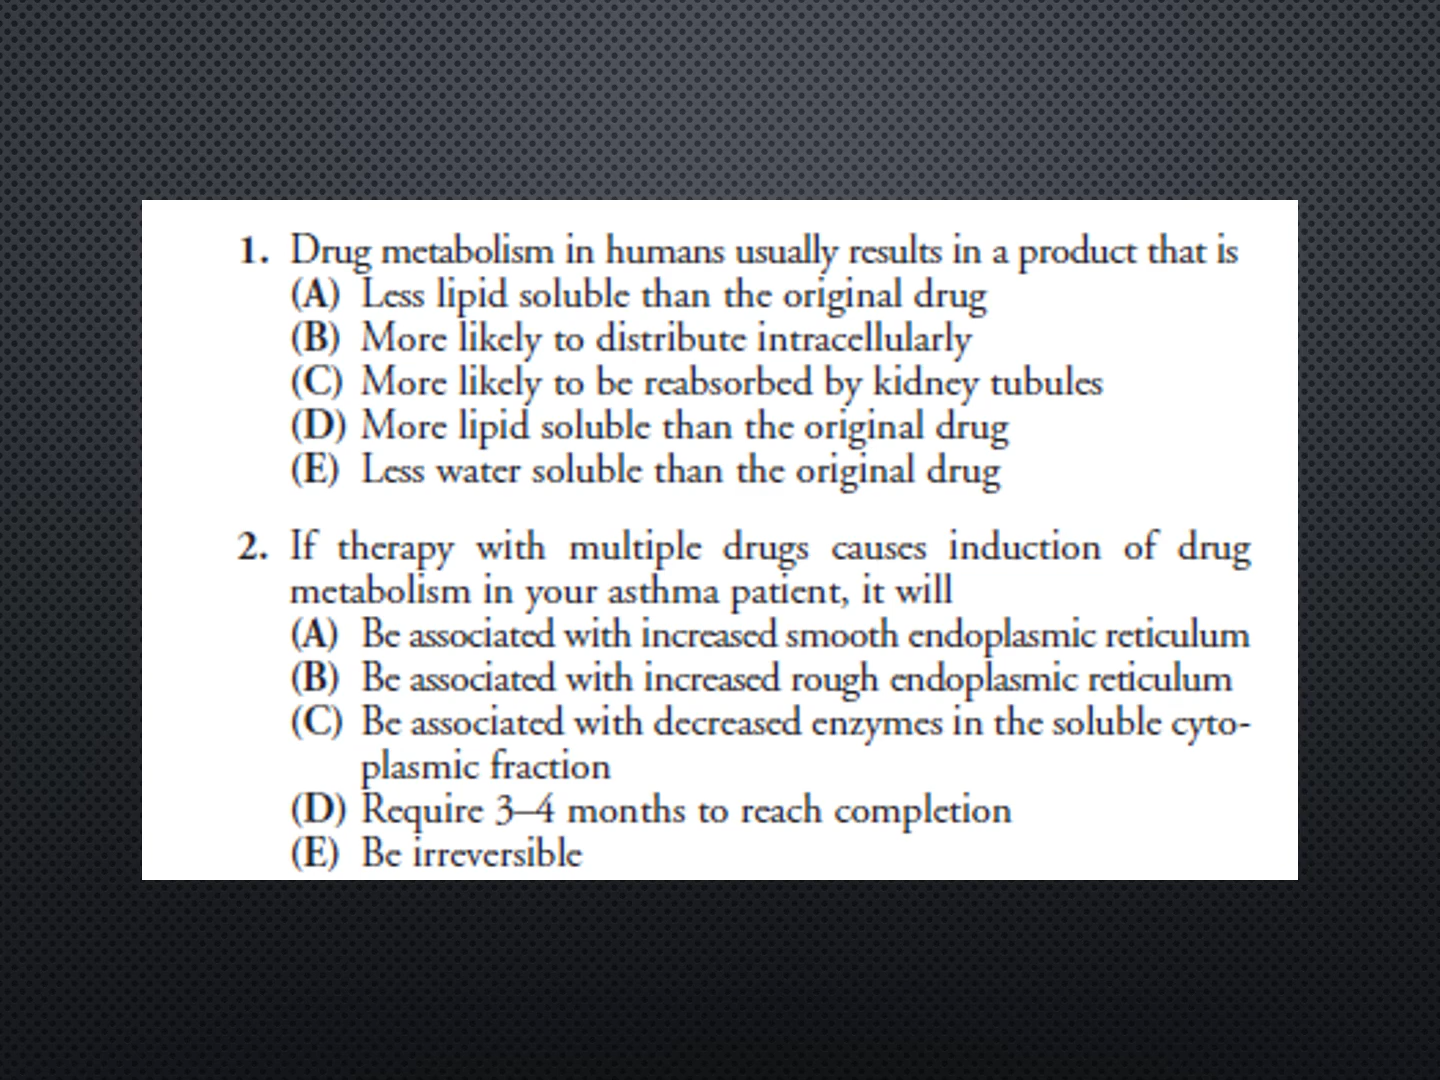 1. Drug metabolism in humans usually results in a product that is
(A) Less lipid soluble than the original drug
(B) More likely to distribute intracellularly
(C) More likely to be reabsorbed by kidney tubules
(D) More lipid soluble than the original drug
(E) Less water soluble than the original drug
2. If therapy with multiple drugs causes induction of drug
metabolism in your asthma patient, it will
(A) Be associated with increased smooth endoplasmic reticulum
(B) Be associated with increased rough endoplasmic reticulum
(C) Be associated with decreased enzymes in the soluble cyto-
plasmic fraction
(D) Require 3–4 months to reach completion
(E) Be irreversible